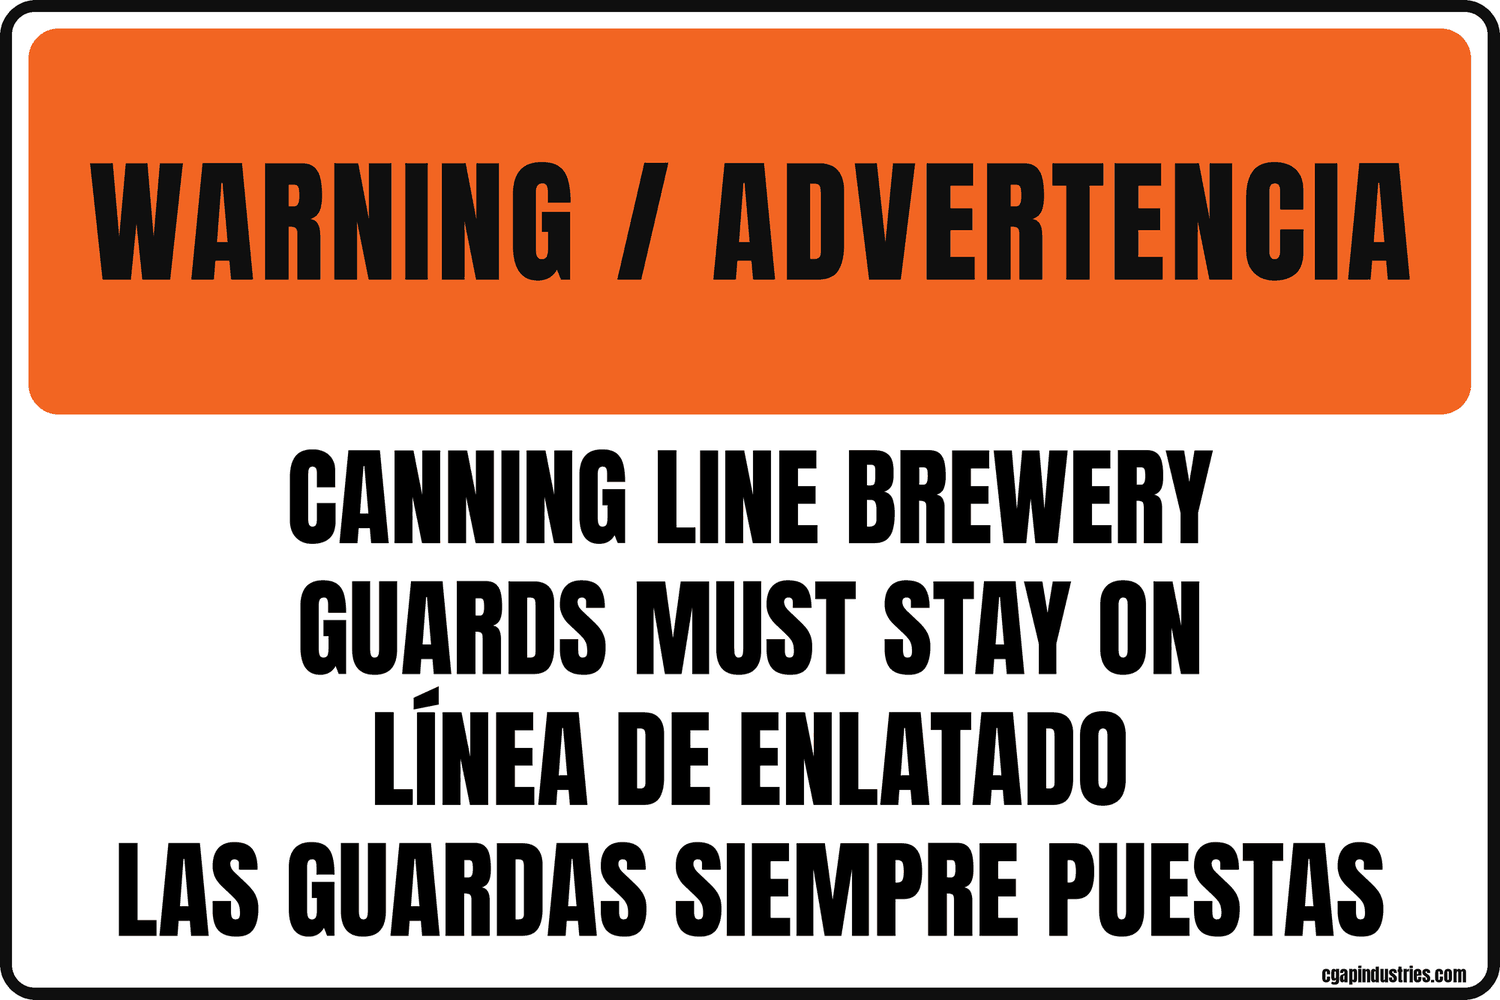 WARNING / ADVERTENCIA
CANNING LINE BREWERY
GUARDS MUST STAY ON
LÍNEA DE ENLATADO
LAS GUARDAS SIEMPRE PUESTAS
cgapindustries.com